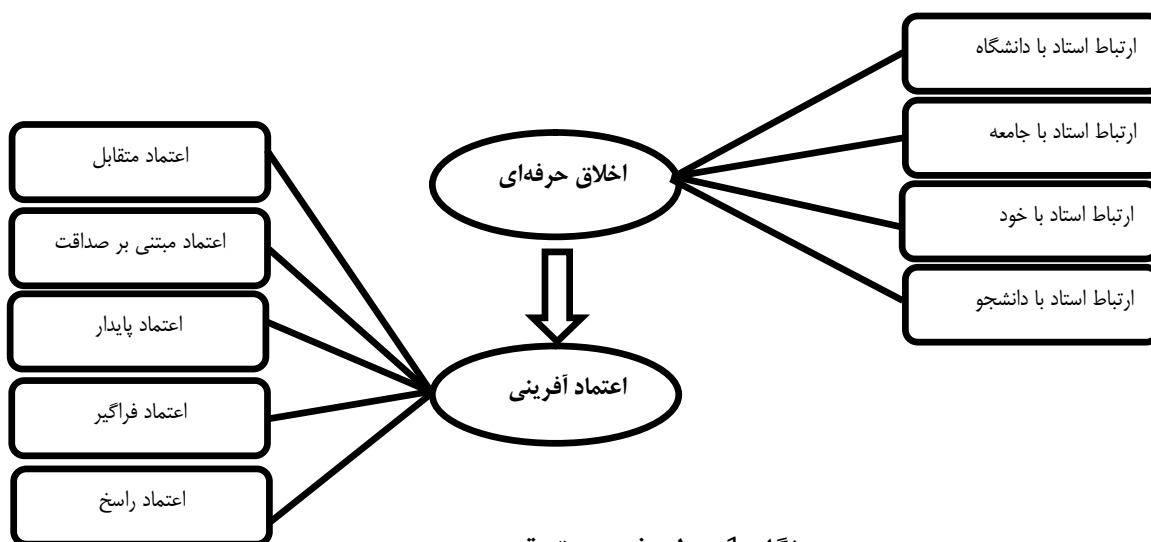 ارتباط استاد با دانشگاه
ارتباط استاد با جامعه
ارتباط استاد با خود
ارتباط استاد با دانشجو
اخلاق حرفه‌ای
اعتماد آفرینی
اعتماد متقابل
اعتماد مبتنی بر صداقت
اعتماد پایدار
اعتماد فراگیر
اعتماد راسخ